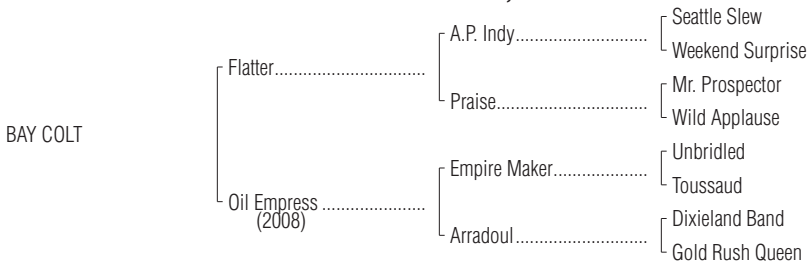 Seattle Slew
A.P. Indy..............................
Weekend Surprise
Flatter..................................
Mr. Prospector
Praise..................................
Wild Applause
BAY COLT
Unbridled
Empire Maker.....................
Toussaud
Oil Empress .......................
(2008)
Dixieland Band
Arradoul..............................
Gold Rush Queen